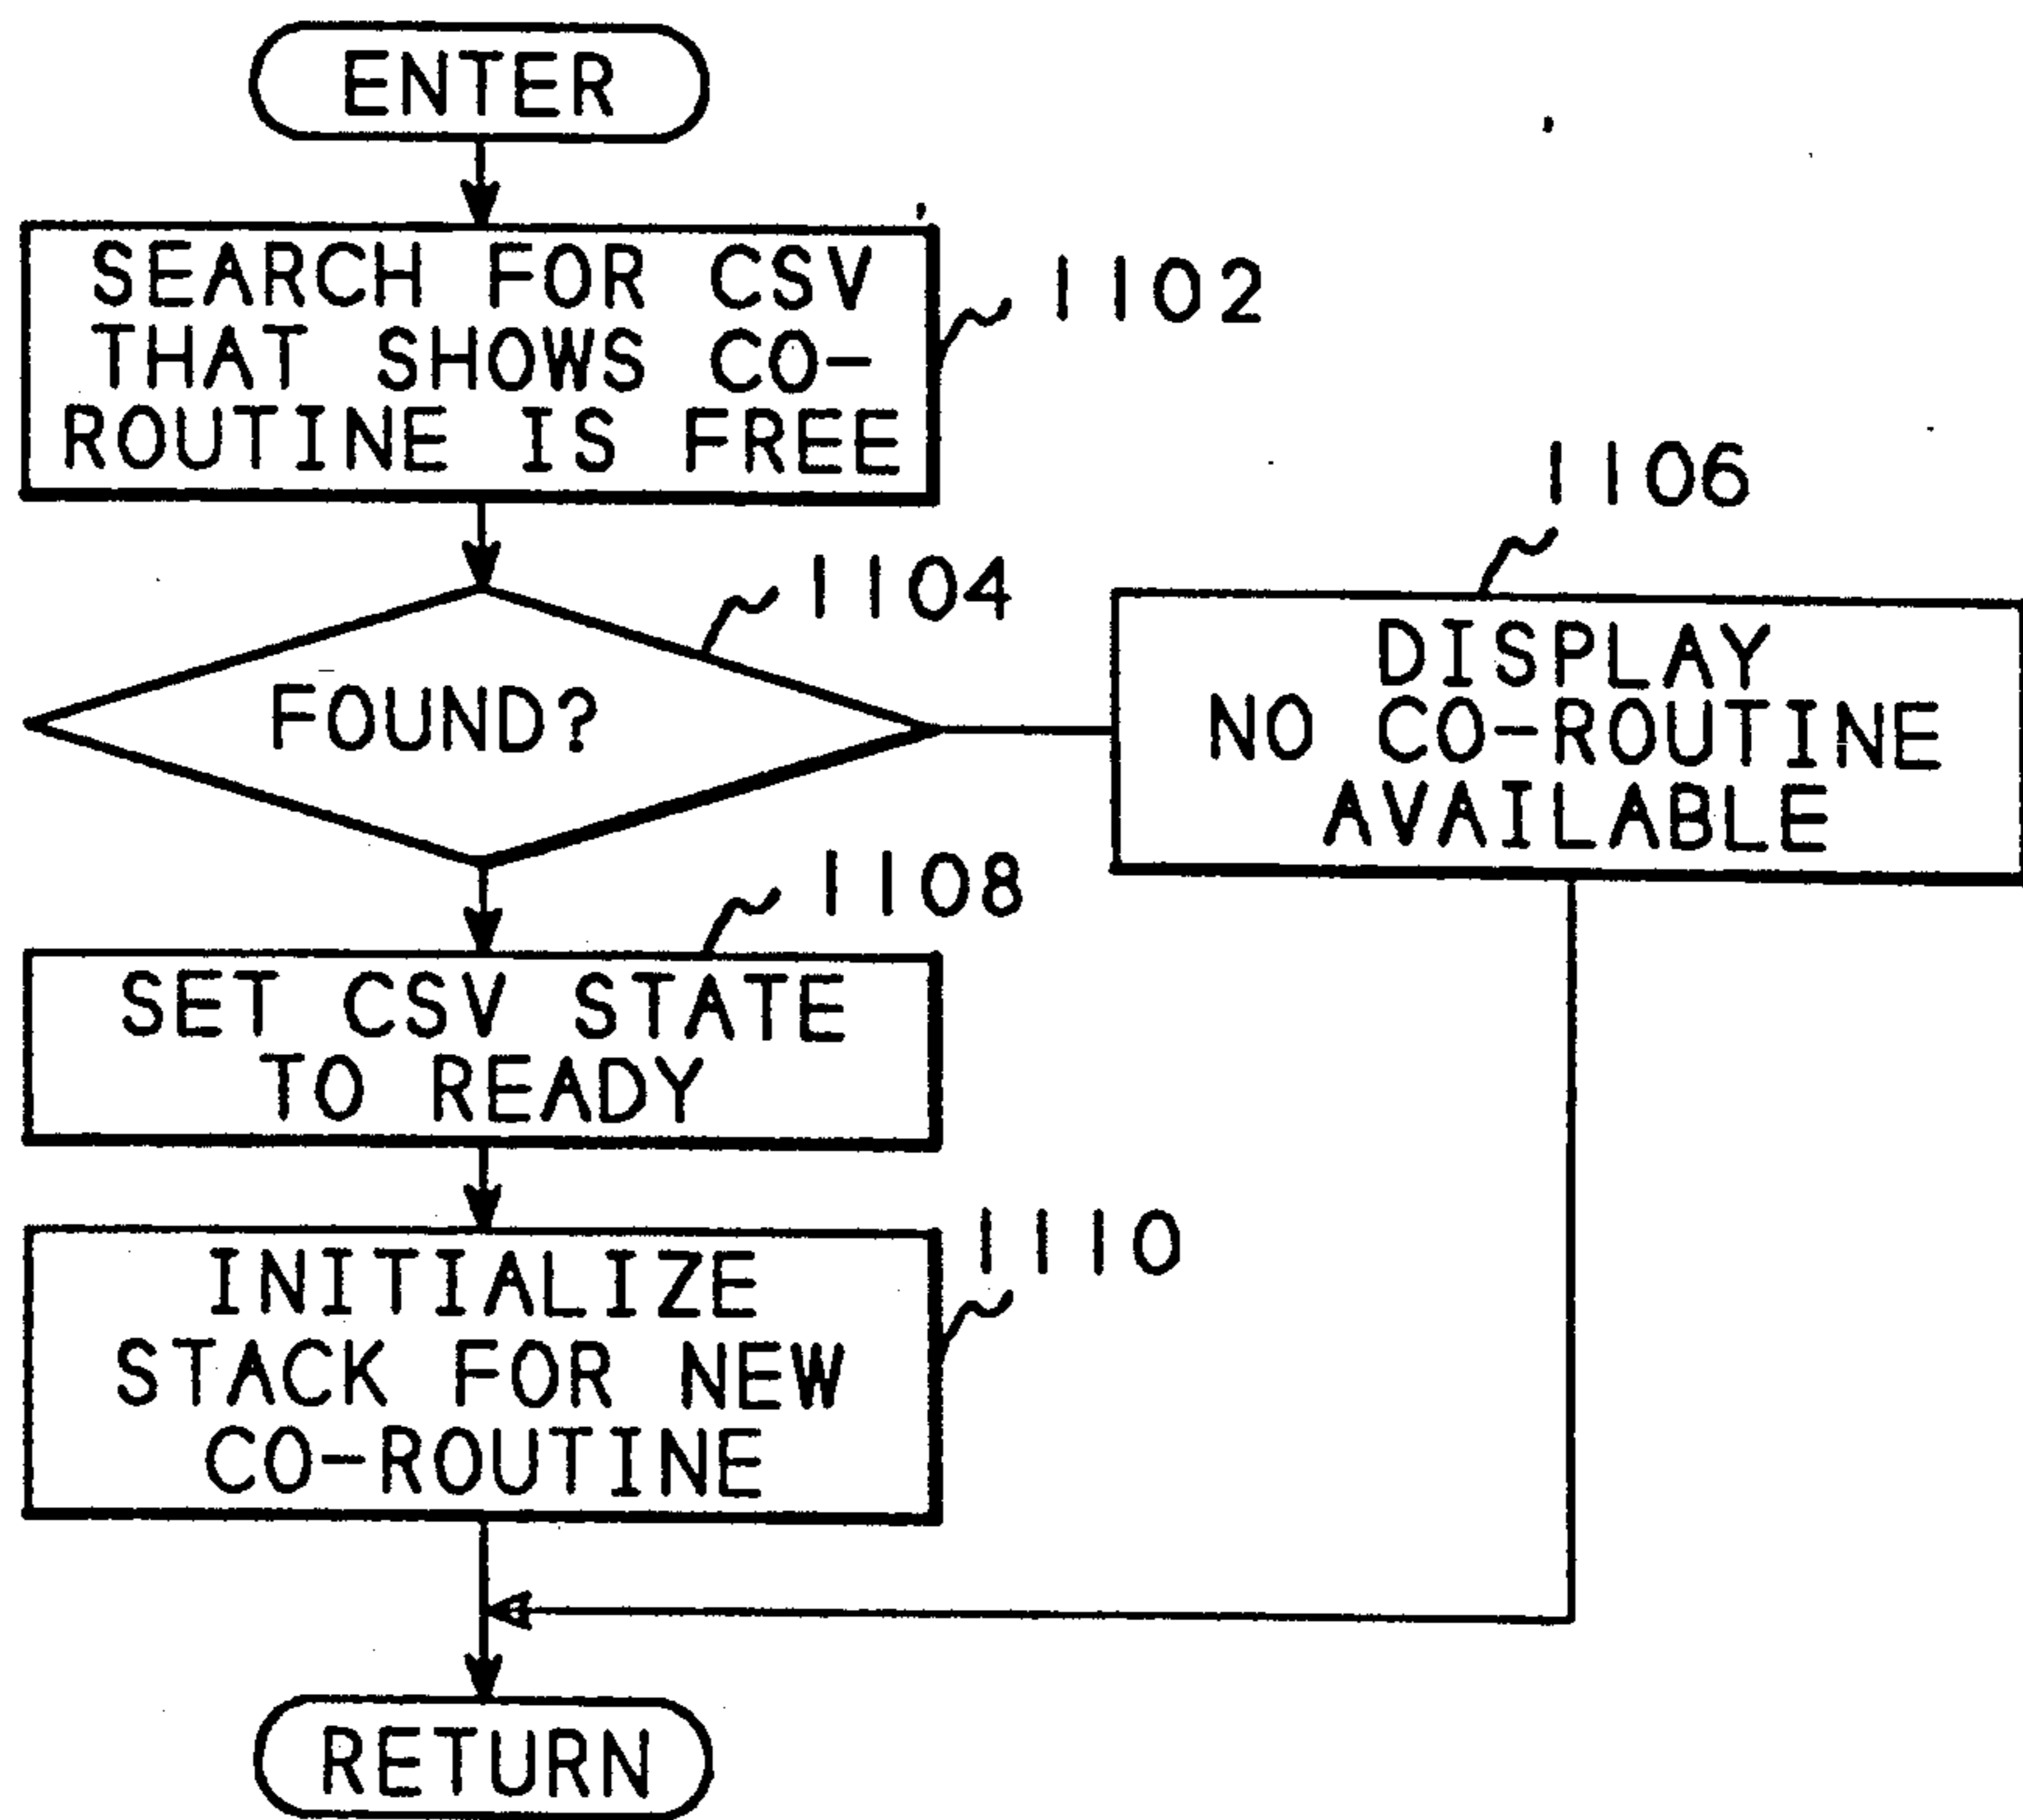 ENTER
SEARCH FOR CSV
THAT SHOWS CO-
ROUTINE IS FREE
1102
1104
FOUND?
1106
DISPLAY
NO CO-ROUTINE
AVAILABLE
1108
SET CSV STATE
TO READY
1110
INITIALIZE
STACK FOR NEW
CO-ROUTINE
RETURN